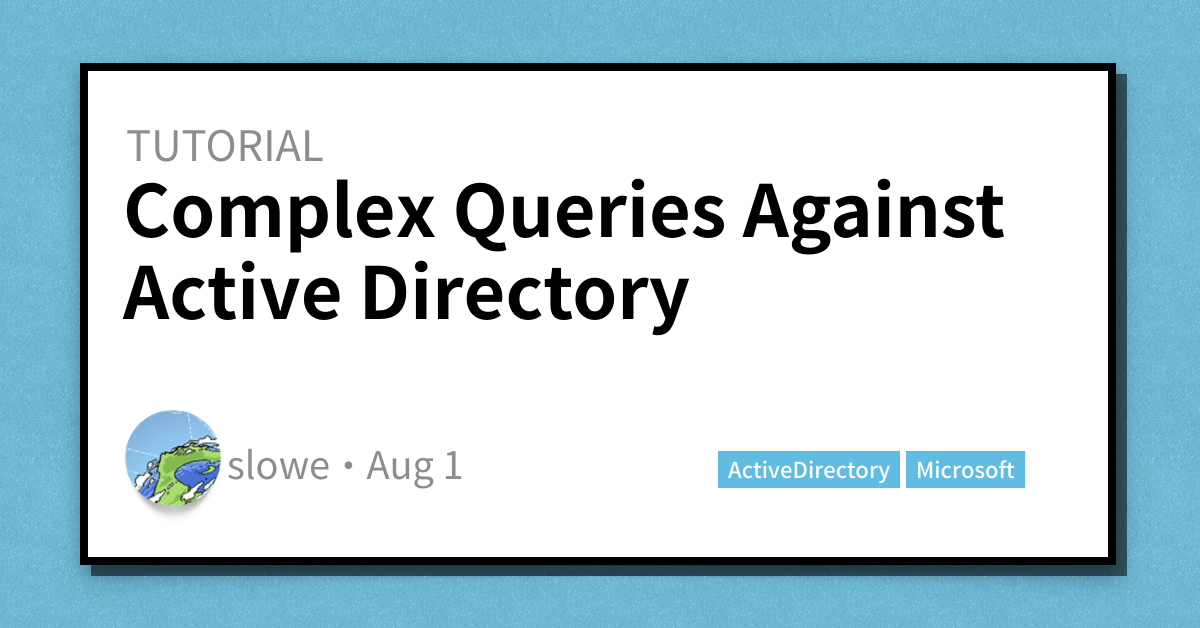 TUTORIAL
Complex Queries Against
Active Directory
slowe • Aug 1
ActiveDirectory Microsoft